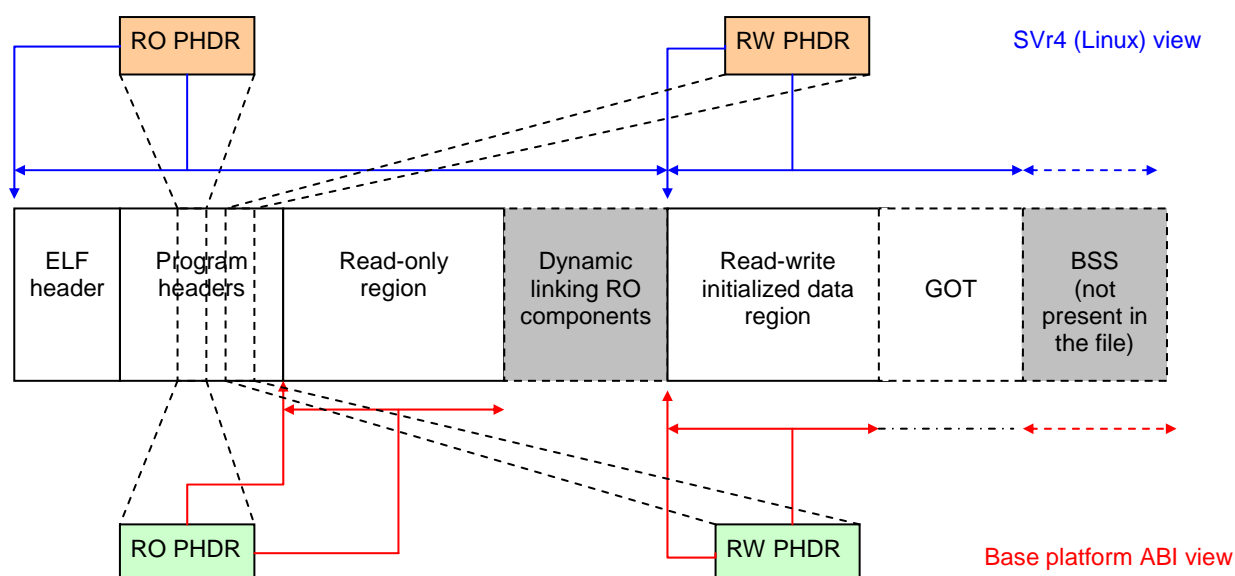 RO PHDR
RW PHDR
SVr4 (Linux) view
ELF
header
Program
headers
Read-only
region
Dynamic
linking RO
components
Read-write
initialized data
region
GOT
BSS
(not
present in
the file)
RO PHDR
RW PHDR
Base platform ABI view